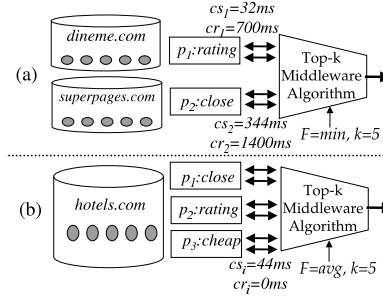 cs1=32ms
cr1=700ms
dineme.com
p1:rating
(a)
superpages.com
p2:close
Top-k
Middleware
Algorithm
cs2=344ms
cr2=1400ms
F=min, k=5
(b)
hotels.com
p1:close
p2:rating
p3:cheap
Top-k
Middleware
Algorithm
csi=44ms
cri=0ms
F=avg, k=5